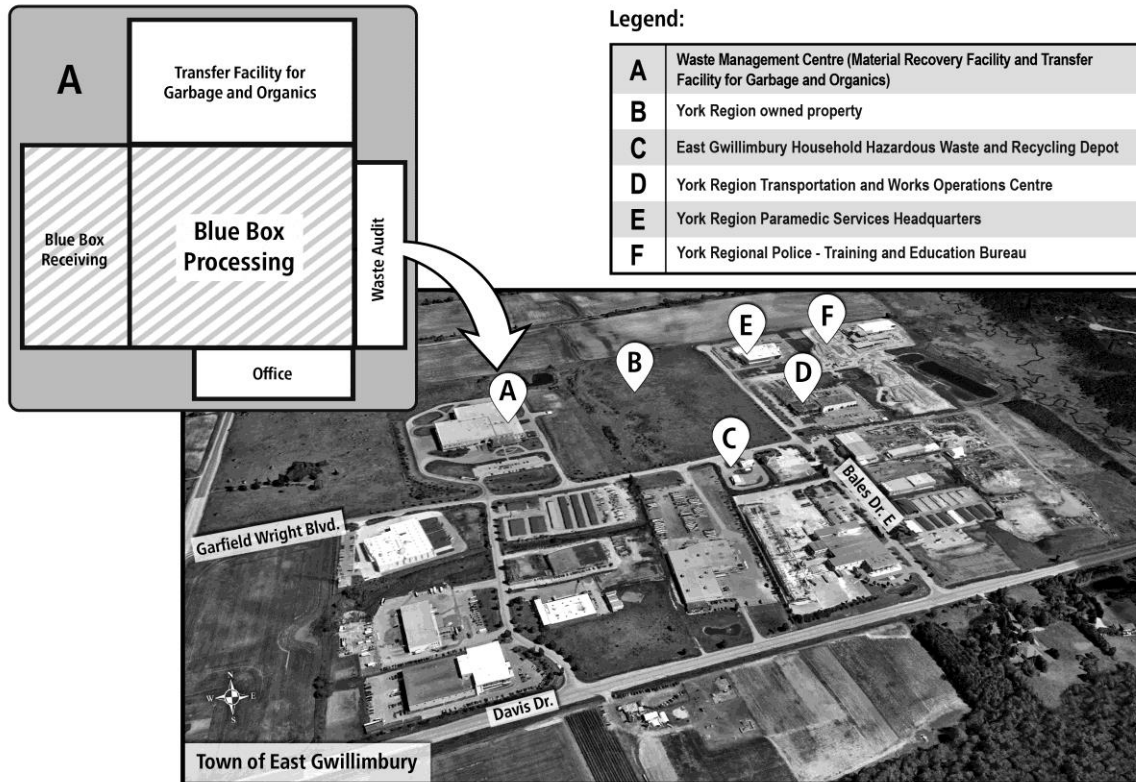 A
Transfer Facility for
Garbage and Organics
Blue Box
Receiving
Blue Box
Processing
Waste Audit
Office
Legend:
A Waste Management Centre (Material Recovery Facility and Transfer
Facility for Garbage and Organics)
B York Region owned property
C East Gwillimbury Household Hazardous Waste and Recycling Depot
D York Region Transportation and Works Operations Centre
E York Region Paramedic Services Headquarters
F York Regional Police - Training and Education Bureau
E
F
B
D
A
C
Bales Dr. E
Garfield Wright Blvd.
N
W E
S
Davis Dr.
Town of East Gwillimbury